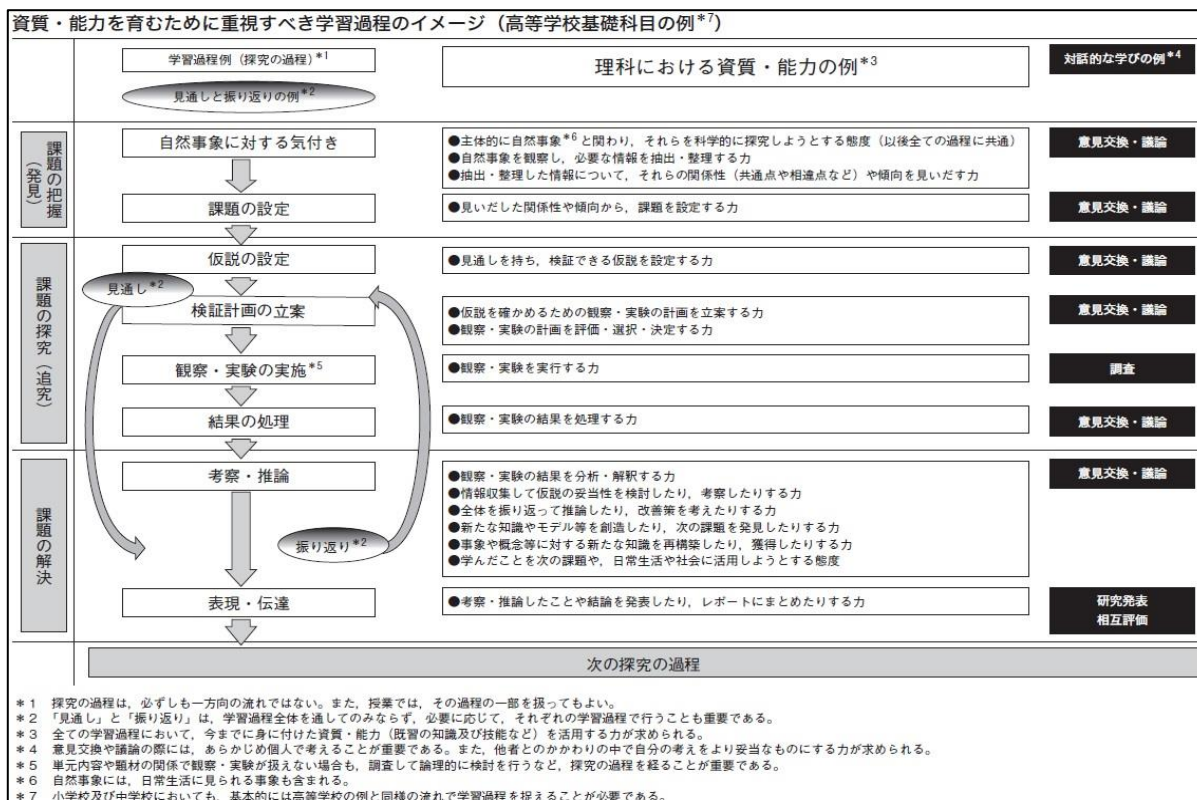 資質・能力を育むために重視すべき学習過程のイメージ（高等学校基礎科目の例＊7）
学習過程例（探究の過程）＊1
理科における資質・能力の例＊3
対話的な学びの例＊4
見通しと振り返りの例＊2
課題の把握（発見）
自然事象に対する気付き
●主体的に自然事象＊6と関わり，それらを科学的に探究しようとする態度（以後全ての過程に共通）
●自然事象を観察し，必要な情報を抽出・整理する力
●抽出・整理した情報について，それらの関係性（共通点や相違点など）や傾向を見いだす力
意見交換・議論
課題の設定
●見いだした関係性や傾向から，課題を設定する力
意見交換・議論
課題の探究（追究）
仮説の設定
●見通しを持ち，検証できる仮説を設定する力
意見交換・議論
見通し＊2
検証計画の立案
●仮説を確かめるための観察・実験の計画を立案する力
●観察・実験の計画を評価・選択・決定する力
意見交換・議論
観察・実験の実施＊5
●観察・実験を実行する力
調査
結果の処理
●観察・実験の結果を処理する力
意見交換・議論
課題の解決
考察・推論
●観察・実験の結果を分析・解釈する力
●情報収集して仮説の妥当性を検討したり，考察したりする力
●全体を振り返って推論したり，改善策を考えたりする力
●新たな知識やモデル等を創造したり，次の課題を発見したりする力
●事象や概念等に対する新たな知識を再構築したり，獲得したりする力
●学んだことを次の課題や，日常生活や社会に活用しようとする態度
意見交換・議論
振り返り＊2
表現・伝達
●考察・推論したことや結論を発表したり，レポートにまとめたりする力
研究発表
相互評価
次の探究の過程
＊1　探究の過程は，必ずしも一方向の流れではない。また，授業では，その過程の一部を扱ってもよい。
＊2　「見通し」と「振り返り」は，学習過程全体を通してのみならず，必要に応じて，それぞれの学習過程で行うことも重要である。
＊3　全ての学習過程において，今までに身に付けた資質・能力（既習の知識及び技能など）を活用する力が求められる。
＊4　意見交換や議論の際には，あらかじめ個人で考えることが重要である。また，他者とのかかわりの中で自分の考えをより妥当なものにする力が求められる。
＊5　単元内容や題材の関係で観察・実験が扱えない場合も，調査して論理的に検討を行うなど，探究の過程を経ることが重要である。
＊6　自然事象には，日常生活に見られる事象も含まれる。
＊7　小学校及び中学校においても，基本的には高等学校の例と同様の流れで学習過程を捉えることが必要である。